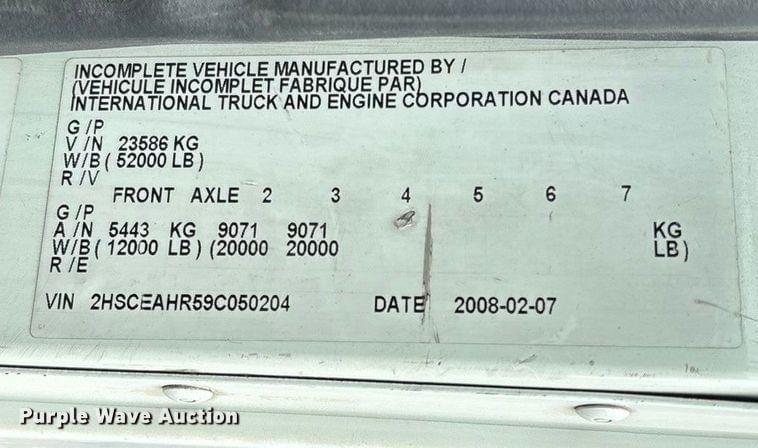 INCOMPLETE VEHICLE MANUFACTURED BY /
(VEHICULE INCOMPLET FABRIQUE PAR)
INTERNATIONAL TRUCK AND ENGINE CORPORATION CANADA
G /P
V /N 23586 KG
W/B ( 52000 LB )
R /V
FRONT AXLE 2 3 4 5 6 7
G /P
A /N 5443 KG 9071 9071 KG
W/B( 12000 LB ) (20000 20000 LB )
R /E
VIN 2HSCEAHR59C050204 DATE 2008-02-07
Purple Wave Auction